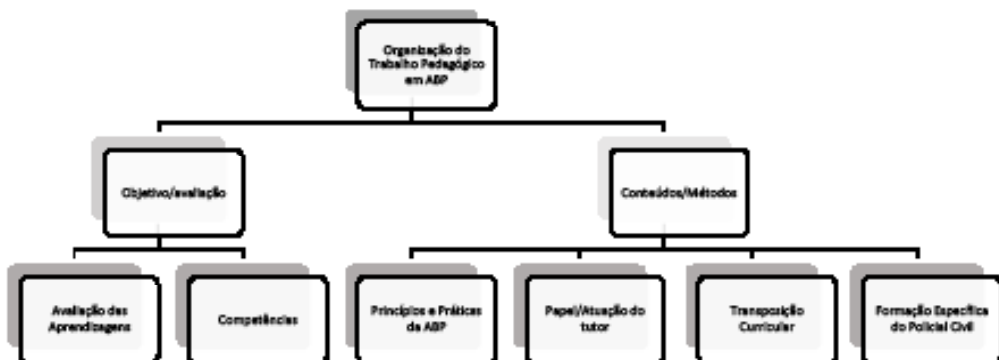 Organização do
Trabalho Pedagógico
em ABP
Objetivo/avaliação
Conteúdos/Métodos
Avaliação das
Aprendizagens
Competências
Princípios e Práticas
da ABP
Papel/Atuação do
tutor
Transposição
Curricular
Formação Específica
do Policial Civil